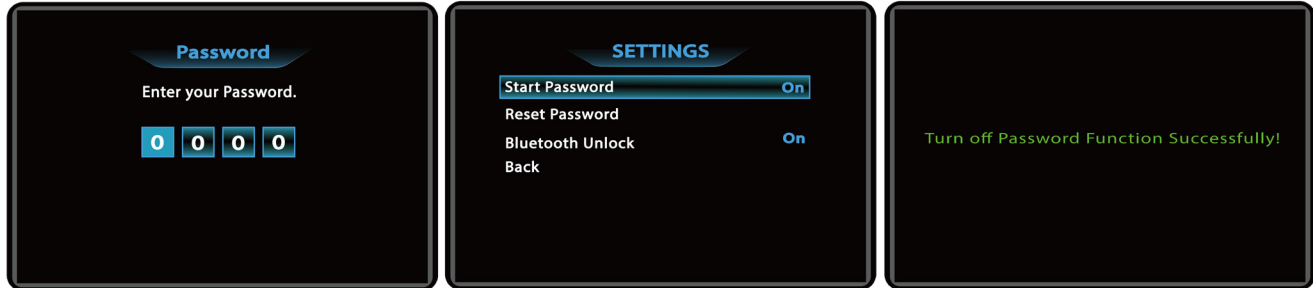 Password
Enter your Password.
0 0 0 0
SETTINGS
Start Password On
Reset Password
Bluetooth Unlock On
Back
Turn off Password Function Successfully!